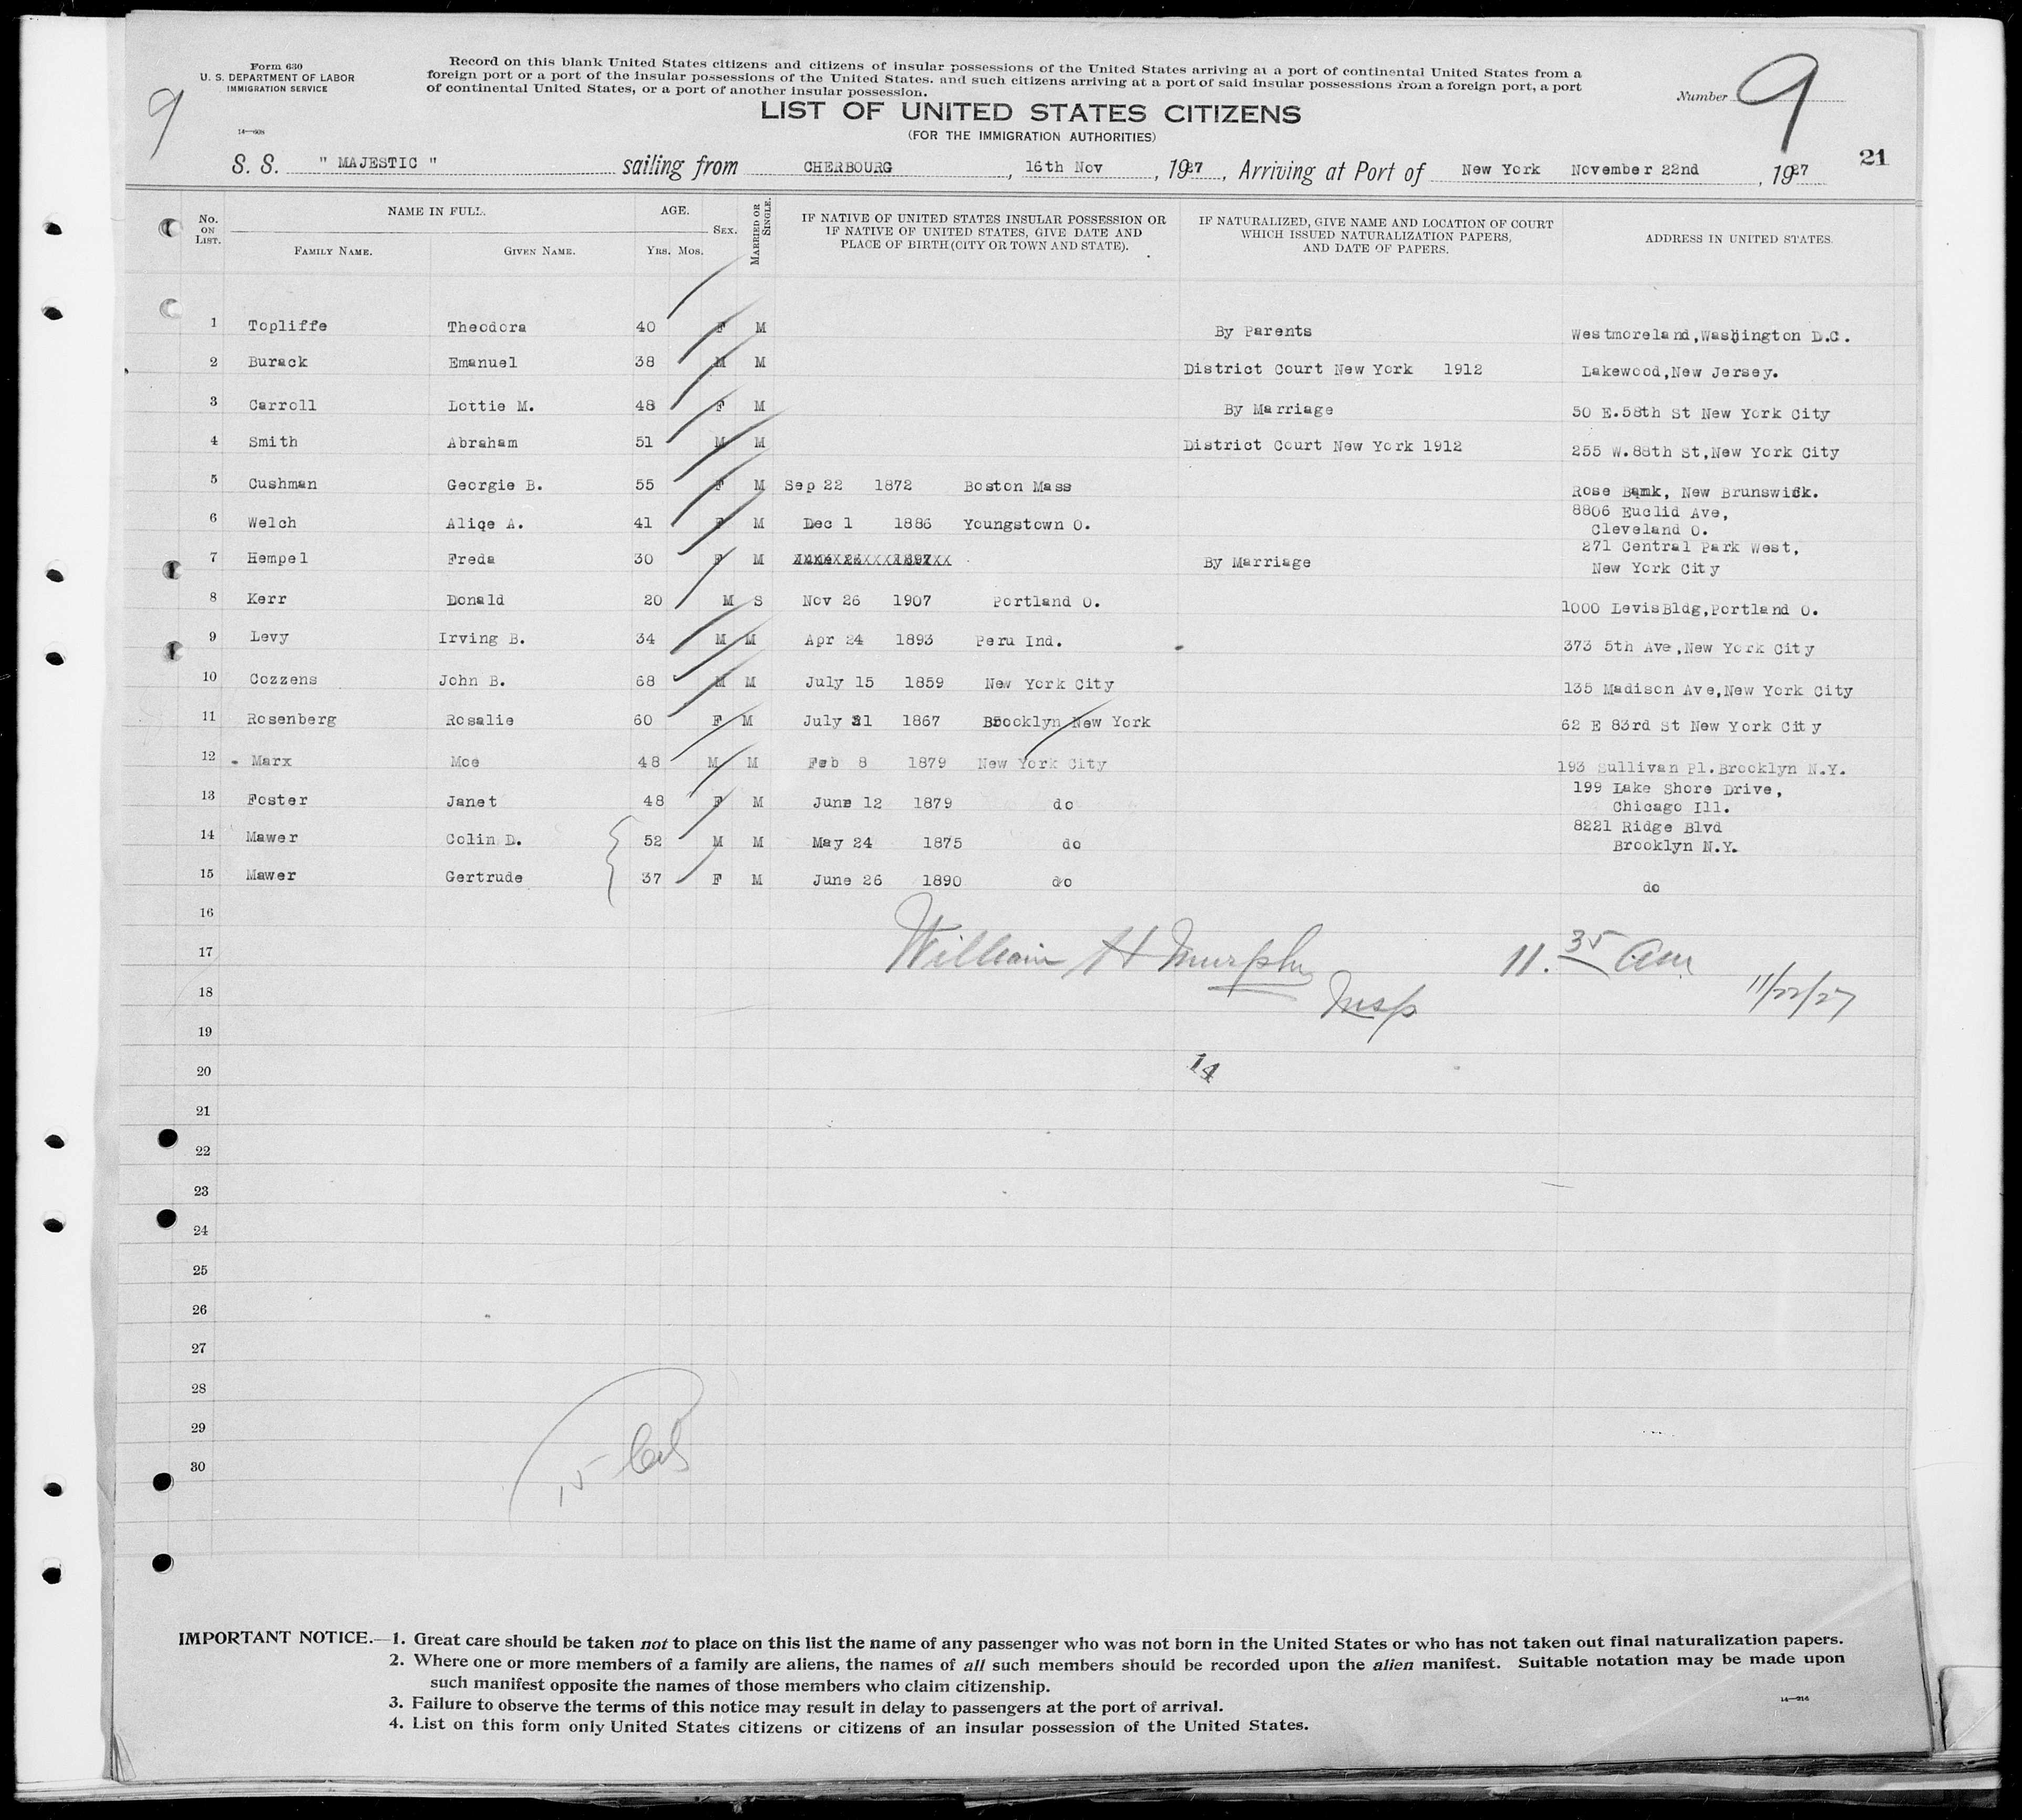 Form 630
U. S. DEPARTMENT OF LABOR
IMMIGRATION SERVICE
14—608
Record on this blank United States citizens and citizens of insular possessions of the United States arriving at a port of continental United States from a
foreign port or a port of the insular possessions of the United States. and such citizens arriving at a port of said insular possessions from a foreign port, a port
of continental United States, or a port of another insular possession.
LIST OF UNITED STATES CITIZENS
(FOR THE IMMIGRATION AUTHORITIES)
Number 9
9
21
S. S. " MAJESTIC " sailing from CHERBOURG, 16th Nov, 1927, Arriving at Port of New York November 22nd, 1927
No. ON LIST. NAME IN FULL. AGE. SEX. MARRIED OR SINGLE. IF NATIVE OF UNITED STATES INSULAR POSSESSION OR IF NATIVE OF UNITED STATES, GIVE DATE AND PLACE OF BIRTH (CITY OR TOWN AND STATE). IF NATURALIZED, GIVE NAME AND LOCATION OF COURT WHICH ISSUED NATURALIZATION PAPERS, AND DATE OF PAPERS. ADDRESS IN UNITED STATES.
FAMILY NAME. GIVEN NAME. YRS. MOS.
1 Topliffe Theodora 40 F M By Parents Westmoreland,Washington D.C.
2 Burack Emanuel 38 M M District Court New York 1912 Lakewood,New Jersey.
3 Carroll Lottie M. 48 F M By Marriage 50 E.58th St New York City
4 Smith Abraham 51 M M District Court New York 1912 255 W.88th St,New York City
5 Cushman Georgie B. 55 F M Sep 22 1872 Boston Mass Rose Bank, New Brunswick.
6 Welch Aliqe A. 41 F M Dec 1 1886 Youngstown O. 8806 Euclid Ave,
Cleveland O.
7 Hempel Freda 30 F M By Marriage 271 Central Park West,
New York City
8 Kerr Donald 20 M S Nov 26 1907 Portland O. 1000 LevisBldg,Portland O.
9 Levy Irving B. 34 M M Apr 24 1893 Peru Ind. 373 5th Ave,New York City
10 Cozzens John B. 68 M M July 15 1859 New York City 135 Madison Ave,New York City
11 Rosenberg Rosalie 60 F M July 31 1867 Brooklyn New York 62 E 83rd St New York City
12 Marx Moe 48 M M Feb 8 1879 New York City 193 Sullivan Pl.Brooklyn N.Y.
13 Foster Janet 48 F M June 12 1879 do 199 Lake Shore Drive,
Chicago Ill.
14 Mawer Colin D. 52 M M May 24 1875 do 8221 Ridge Blvd
Brooklyn N.Y.
15 Mawer Gertrude 37 F M June 26 1890 do do
16
17 William H Murphy 11.35 am
18 Insp 11/22/27
19
20 14
21
22
23
24
25
26
27
28
29
30
15
IMPORTANT NOTICE.—1. Great care should be taken not to place on this list the name of any passenger who was not born in the United States or who has not taken out final naturalization papers.
2. Where one or more members of a family are aliens, the names of all such members should be recorded upon the alien manifest. Suitable notation may be made upon
such manifest opposite the names of those members who claim citizenship.
3. Failure to observe the terms of this notice may result in delay to passengers at the port of arrival.
4. List on this form only United States citizens or citizens of an insular possession of the United States.
14—916